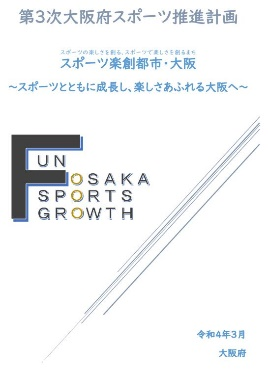 第3次大阪府スポーツ推進計画
スポーツの楽しさを創る、スポーツで楽しさを創るまち
スポーツ楽創都市・大阪
～スポーツとともに成長し、楽しさあふれる大阪へ～
FUN
OSAKA
SPORTS
GROWTH
令和4年3月
大阪府